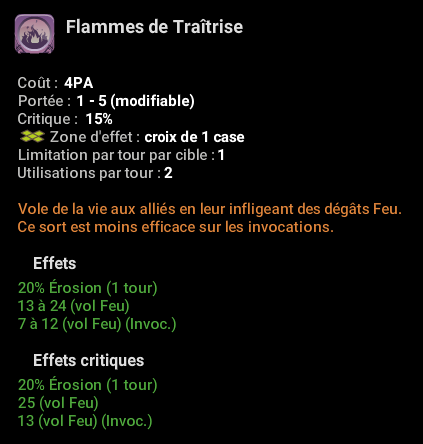 Flammes de Traîtrise
Coût : 4PA
Portée : 1 - 5 (modifiable)
Critique : 15%
Zone d'effet : croix de 1 case
Limitation par tour par cible : 1
Utilisations par tour : 2
Vole de la vie aux alliés en leur infligeant des dégâts Feu.
Ce sort est moins efficace sur les invocations.
Effets
20% Érosion (1 tour)
13 à 24 (vol Feu)
7 à 12 (vol Feu) (Invoc.)
Effets critiques
20% Érosion (1 tour)
25 (vol Feu)
13 (vol Feu) (Invoc.)